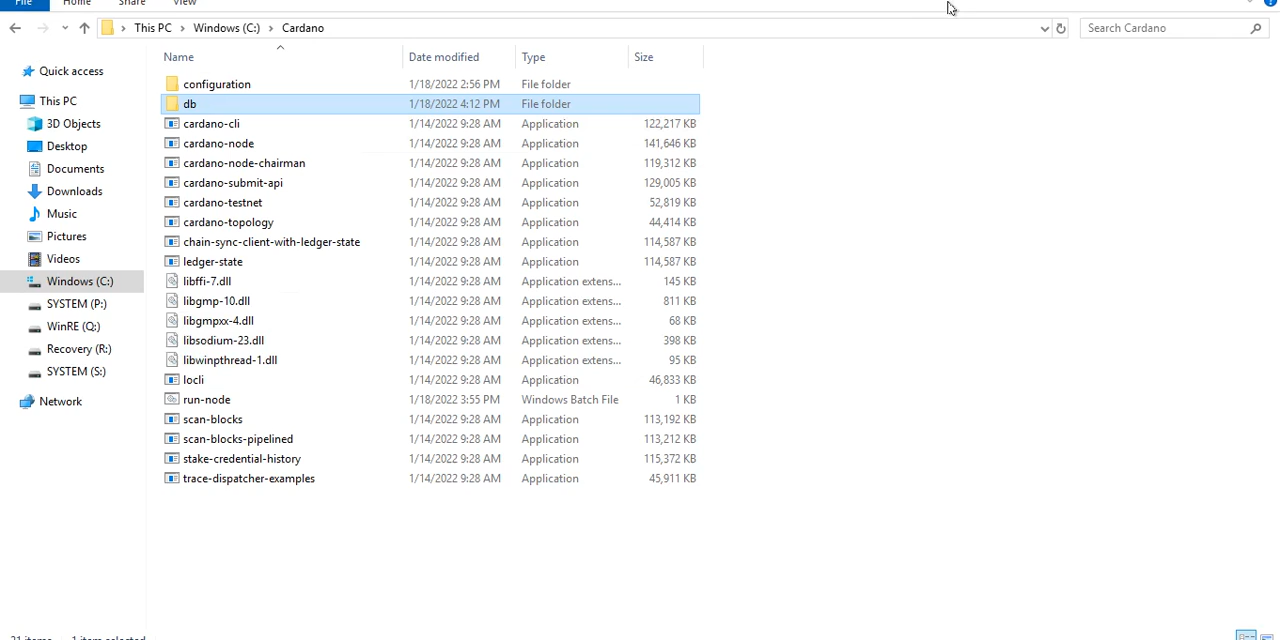 File Home Share View
This PC > Windows (C:) > Cardano Search Cardano
Name Date modified Type Size
Quick access
This PC
3D Objects
Desktop
Documents
Downloads
Music
Pictures
Videos
Windows (C:)
SYSTEM (P:)
WinRE (Q:)
Recovery (R:)
SYSTEM (S:)
Network
configuration 1/18/2022 2:56 PM File folder
db 1/18/2022 4:12 PM File folder
cardano-cli 1/14/2022 9:28 AM Application 122,217 KB
cardano-node 1/14/2022 9:28 AM Application 141,646 KB
cardano-node-chairman 1/14/2022 9:28 AM Application 119,312 KB
cardano-submit-api 1/14/2022 9:28 AM Application 129,005 KB
cardano-testnet 1/14/2022 9:28 AM Application 52,819 KB
cardano-topology 1/14/2022 9:28 AM Application 44,414 KB
chain-sync-client-with-ledger-state 1/14/2022 9:28 AM Application 114,587 KB
ledger-state 1/14/2022 9:28 AM Application 114,587 KB
libffi-7.dll 1/14/2022 9:28 AM Application extens... 145 KB
libgmp-10.dll 1/14/2022 9:28 AM Application extens... 811 KB
libgmpxx-4.dll 1/14/2022 9:28 AM Application extens... 68 KB
libsodium-23.dll 1/14/2022 9:28 AM Application extens... 398 KB
libwinpthread-1.dll 1/14/2022 9:28 AM Application extens... 95 KB
locli 1/14/2022 9:28 AM Application 46,833 KB
run-node 1/18/2022 3:55 PM Windows Batch File 1 KB
scan-blocks 1/14/2022 9:28 AM Application 113,192 KB
scan-blocks-pipelined 1/14/2022 9:28 AM Application 113,212 KB
stake-credential-history 1/14/2022 9:28 AM Application 115,372 KB
trace-dispatcher-examples 1/14/2022 9:28 AM Application 45,911 KB
21 items 1 item selected